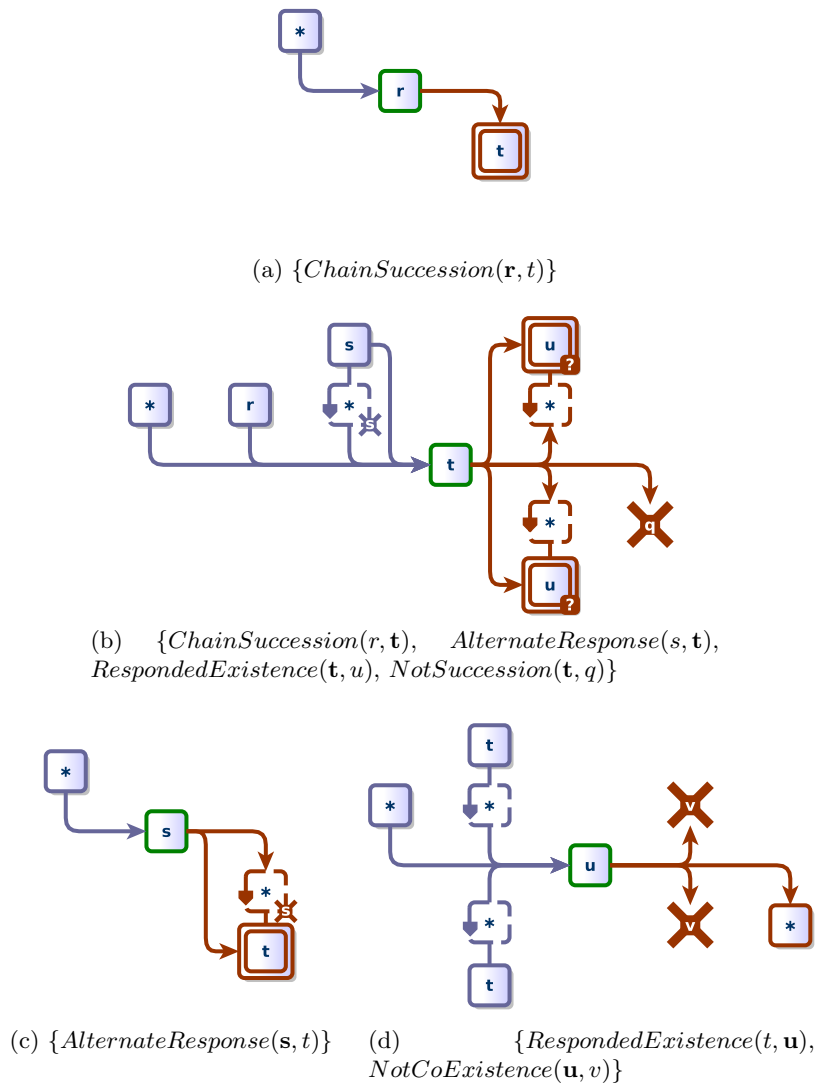 *
r
t
(a) {ChainSuccession(r, t)}
s u
?
* r * *
s
t
* q
u
?
(b) {ChainSuccession(r, t), AlternateResponse(s, t),
RespondedExistence(t, u), NotSuccession(t, q)}
t
*
* * v
s
u
*
s
* v *
t
t
(c) {AlternateResponse(s, t)} (d) {RespondedExistence(t, u),
NotCoExistence(u, v)}